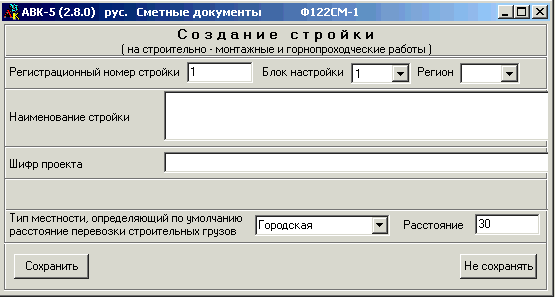 АВК-5 (2.8.0) рус. Сметные документы Ф122СМ-1
Создание стройки
( на строительно - монтажные и горнопроходческие работы )
Регистрационный номер стройки 1 Блок настройки 1 Регион
Наименование стройки
Шифр проекта
Тип местности, определяющий по умолчанию
расстояние перевозки строительных грузов Городская Расстояние 30
Сохранить Не сохранять